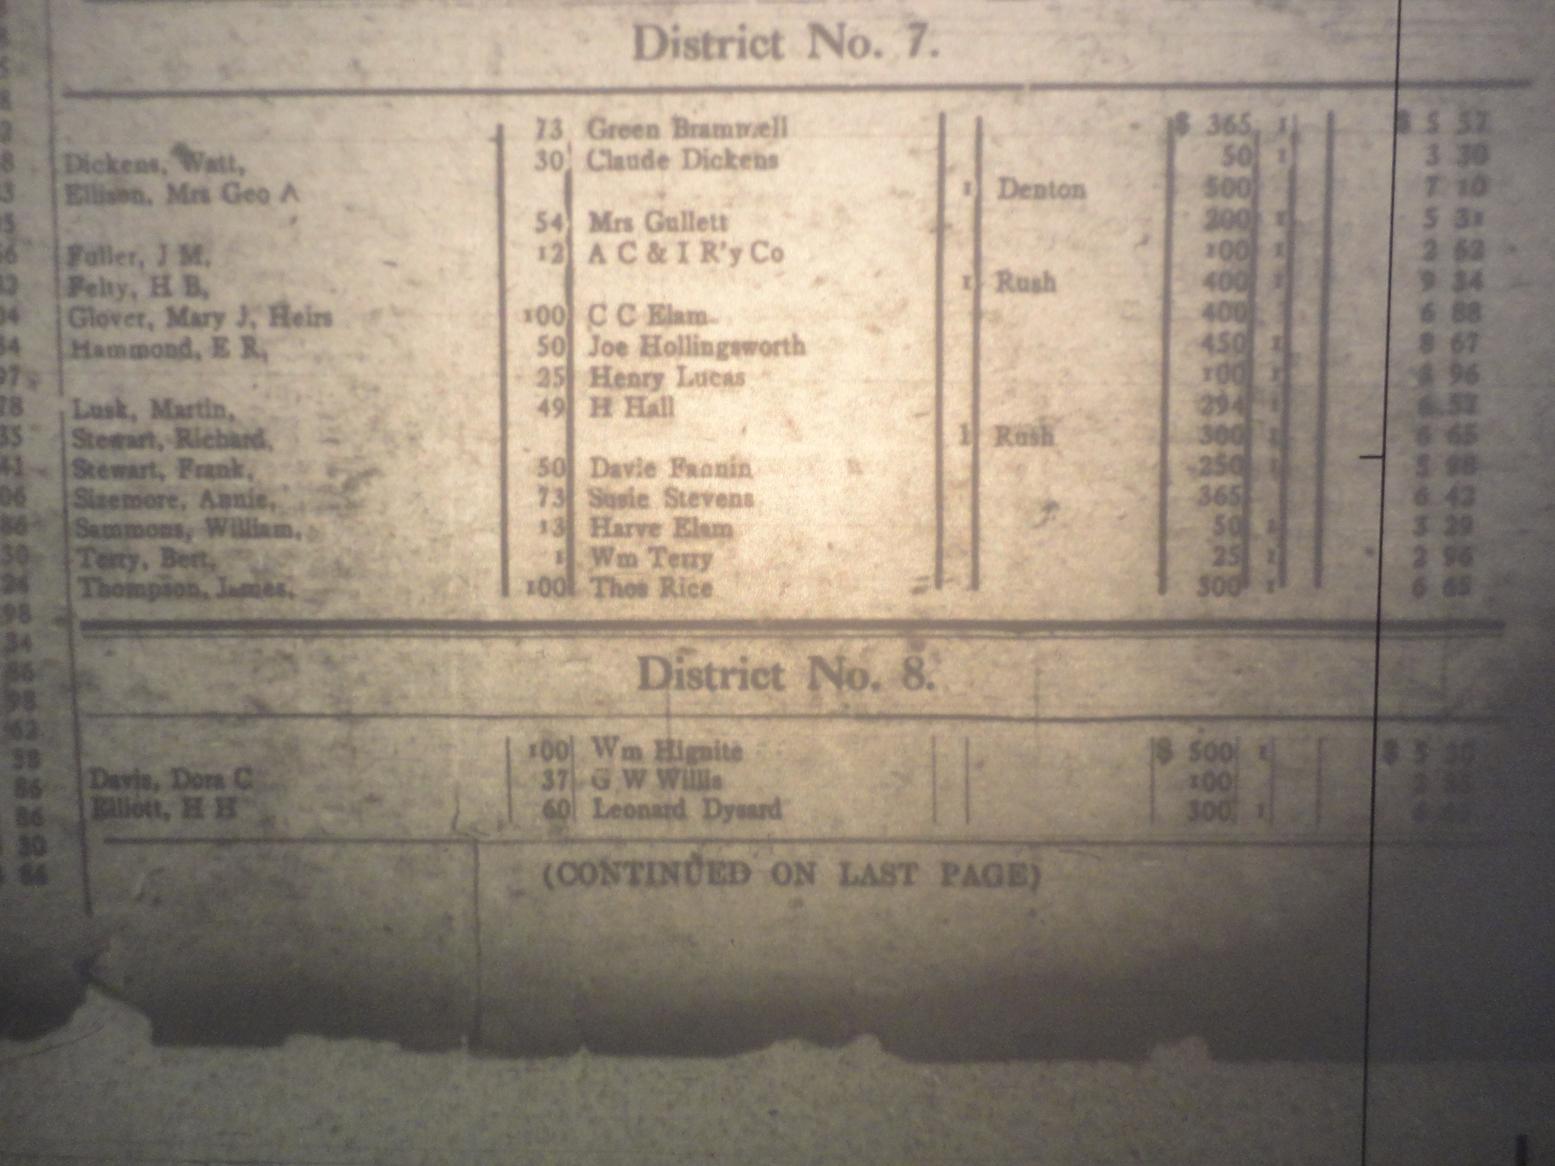 District No. 7.
73 Green Bramwell $ 365 1 $ 5 57
Dickens, Watt, 30 Claude Dickens 50 1 3 30
Ellison, Mrs Geo A 1 Denton 500 7 10
54 Mrs Gullett 200 1 5 31
Fuller, J M, 12 A C & I R'y Co 100 1 2 62
Felty, H B, 1 Rush 400 1 9 34
Glover, Mary J, Heirs 100 C C Elam 400 6 88
Hammond, E R, 50 Joe Hollingsworth 450 1 8 67
25 Henry Lucas 100 1 96
Lusk, Martin, 49 H Hall 294 1 6 57
Stewart, Richard, 1 Rush 300 1 6 65
Stewart, Frank, 50 Davie Fannin 250 1 5 98
Sizemore, Annie, 73 Susie Stevens 365 6 42
Sammons, William, 13 Harve Elam 50 1 3 29
Terry, Bert, 1 Wm Terry 25 1 2 96
Thompson, James, 100 Thos Rice 300 1 6 65
District No. 8.
100 Wm Hignite $ 500 1 $ 5
Davis, Dora C 37 G W Willis 100 2
Elliott, H H 60 Leonard Dysard 300 1 6
(CONTINUED ON LAST PAGE)